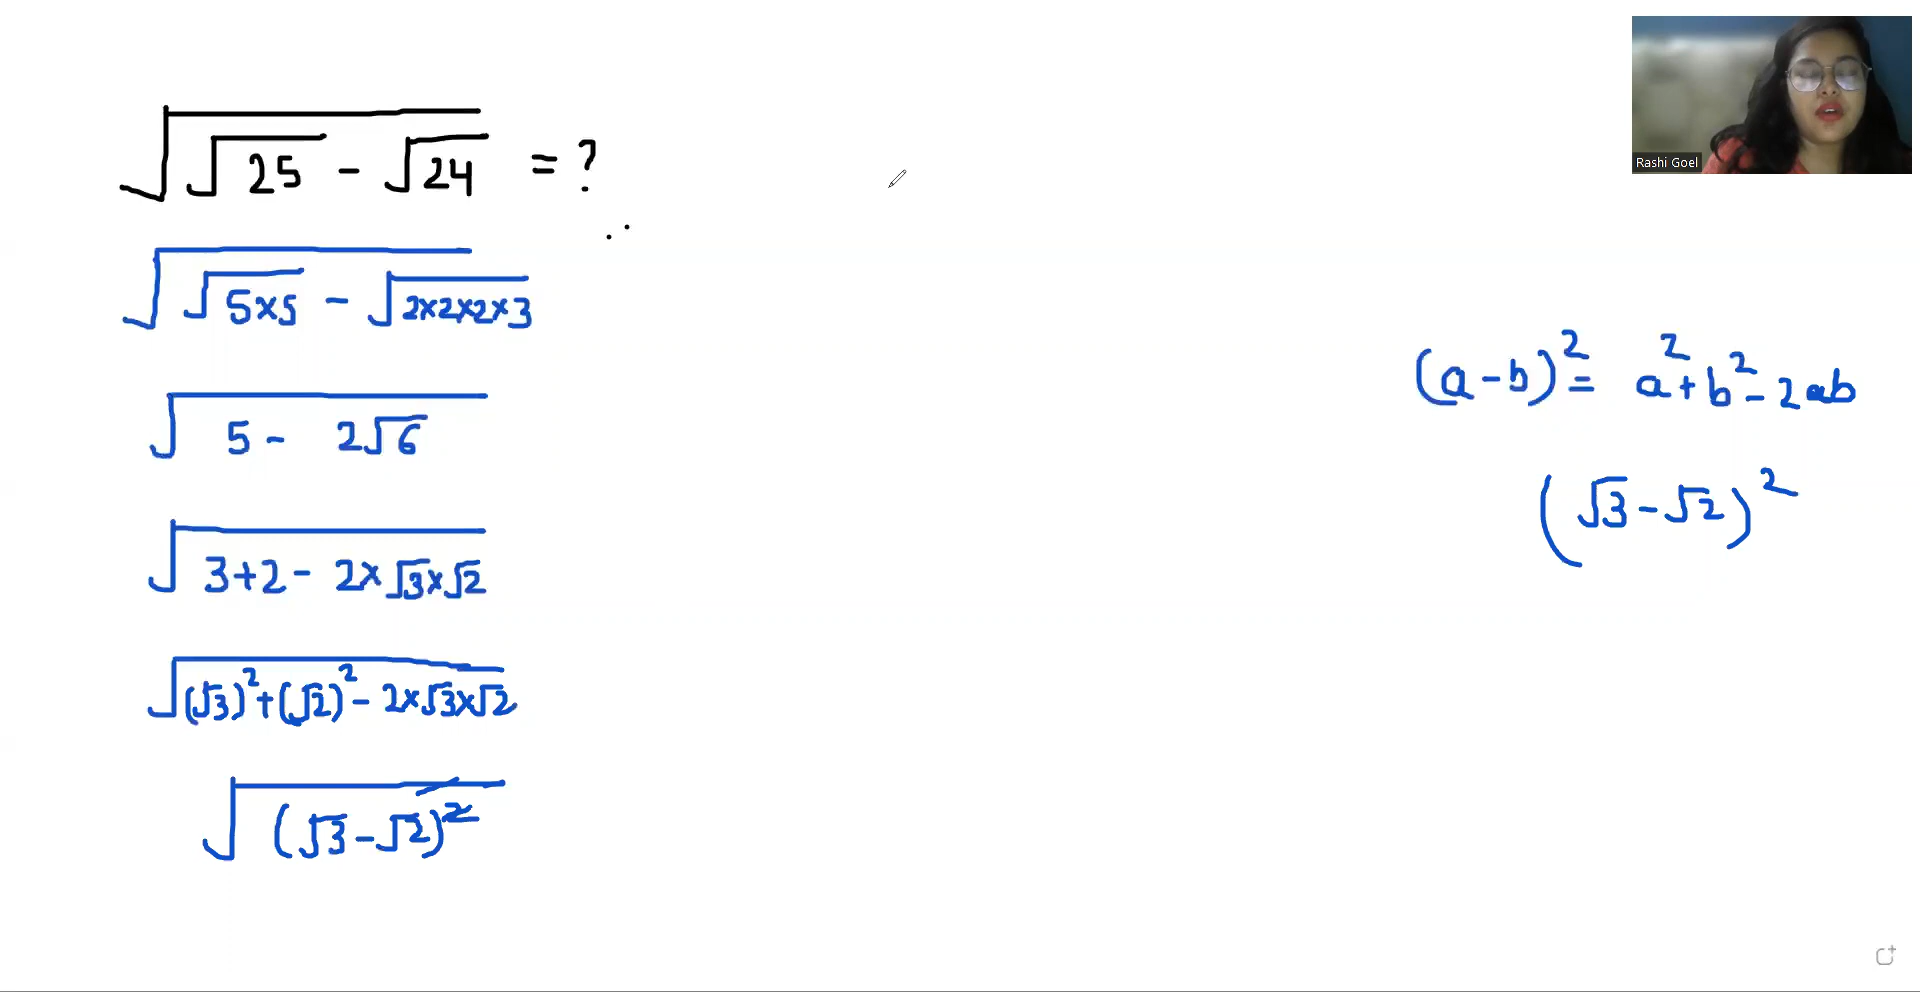 √(√25 - √24) = ?
√(√(5×5) - √(2×2×2×3))
√(5 - 2√6)
√(3+2 - 2×√3×√2)
√((√3)² + (√2)² - 2×√3×√2)
√((√3 - √2)²)
(a - b)² = a² + b² - 2ab
(√3 - √2)²
Rashi Goel